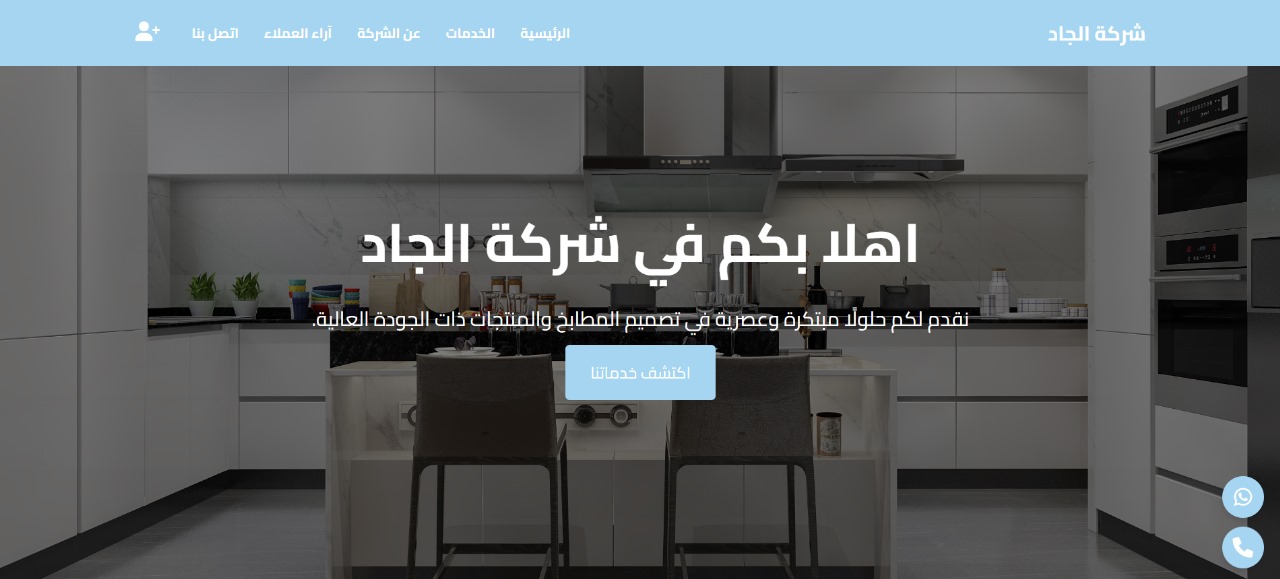 شركة الجاد
الرئيسية
الخدمات
عن الشركة
آراء العملاء
اتصل بنا
اهلا بكم في شركة الجاد
نقدم لكم حلولًا مبتكرة وعصرية في تصميم المطابخ والمنتجات ذات الجودة العالية.
اكتشف خدماتنا